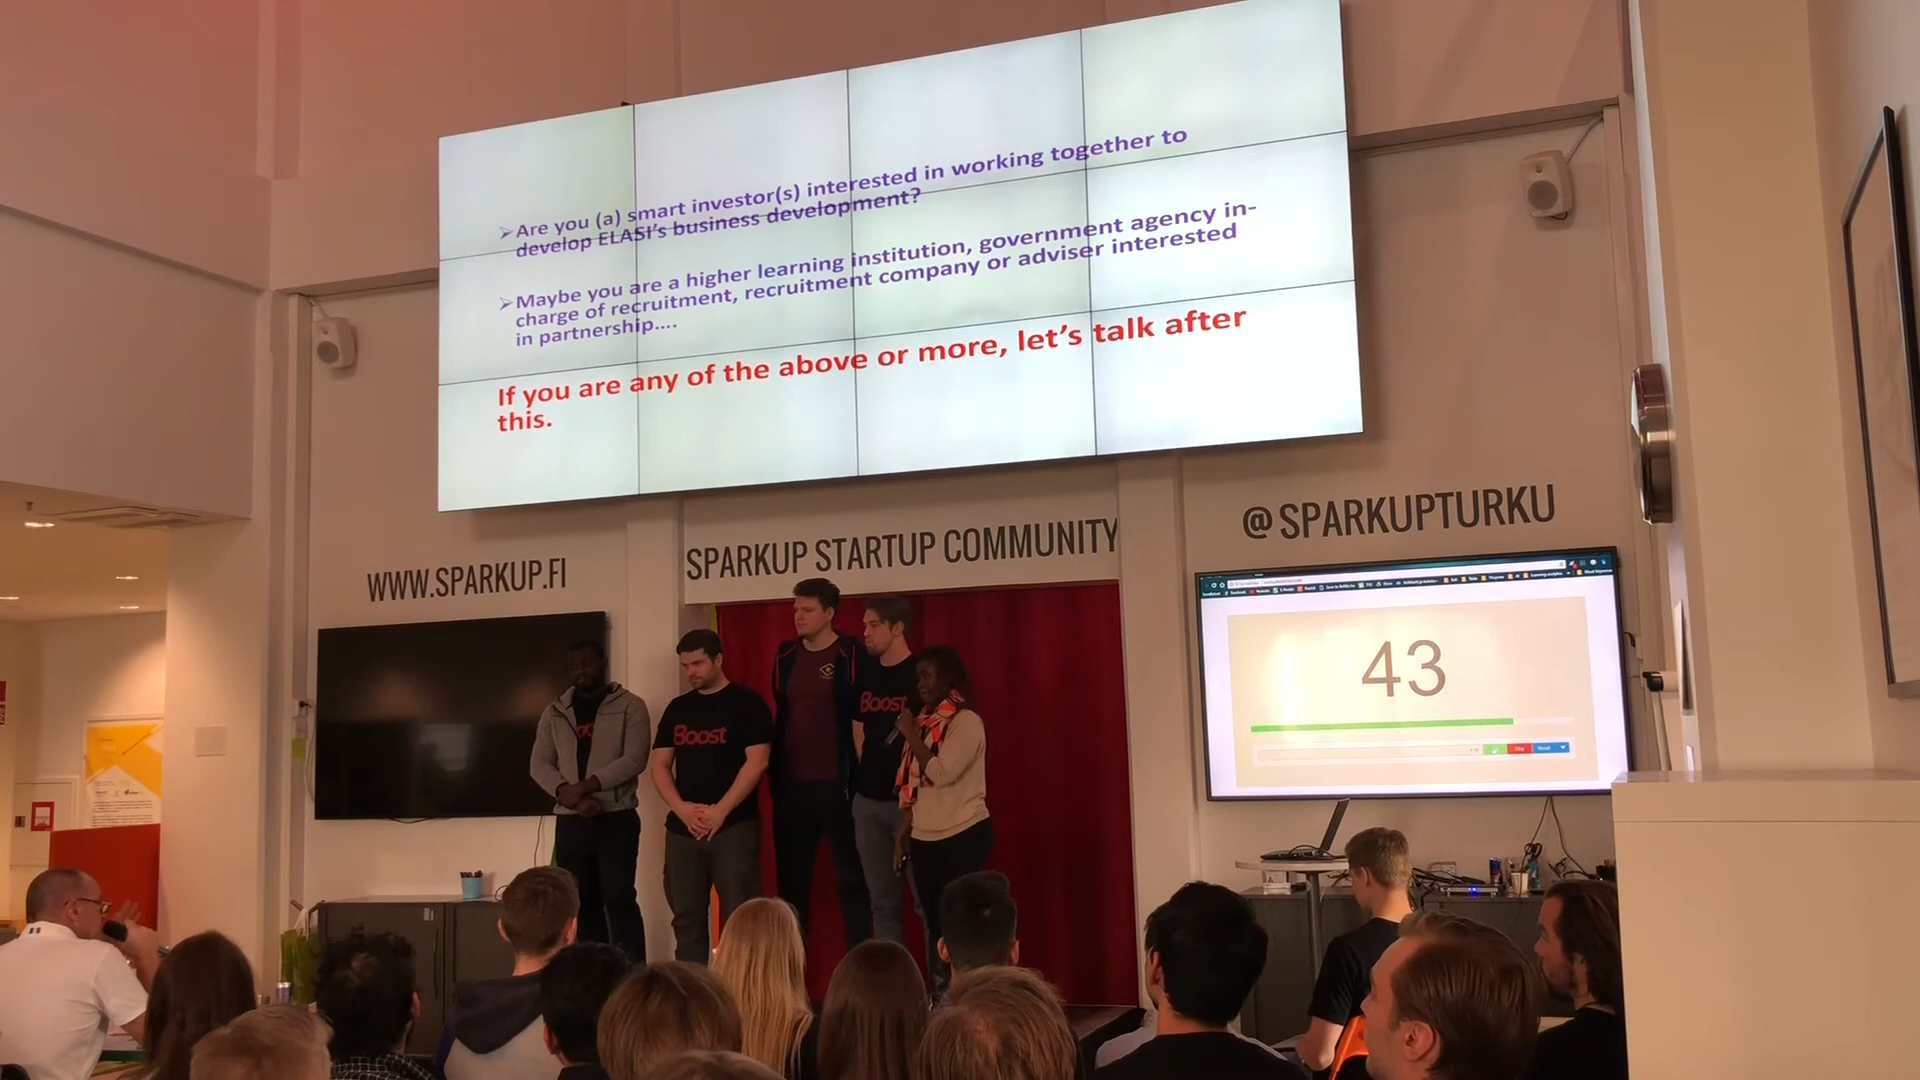 ➢Are you (a) smart investor(s) interested in working together to
develop ELASI's business development?
➢Maybe you are a higher learning institution, government agency in-
charge of recruitment, recruitment company or adviser interested
in partnership....
If you are any of the above or more, let's talk after
this.
WWW.SPARKUP.FI
SPARKUP STARTUP COMMUNITY
@SPARKUPTURKU
43
Boost
Boost